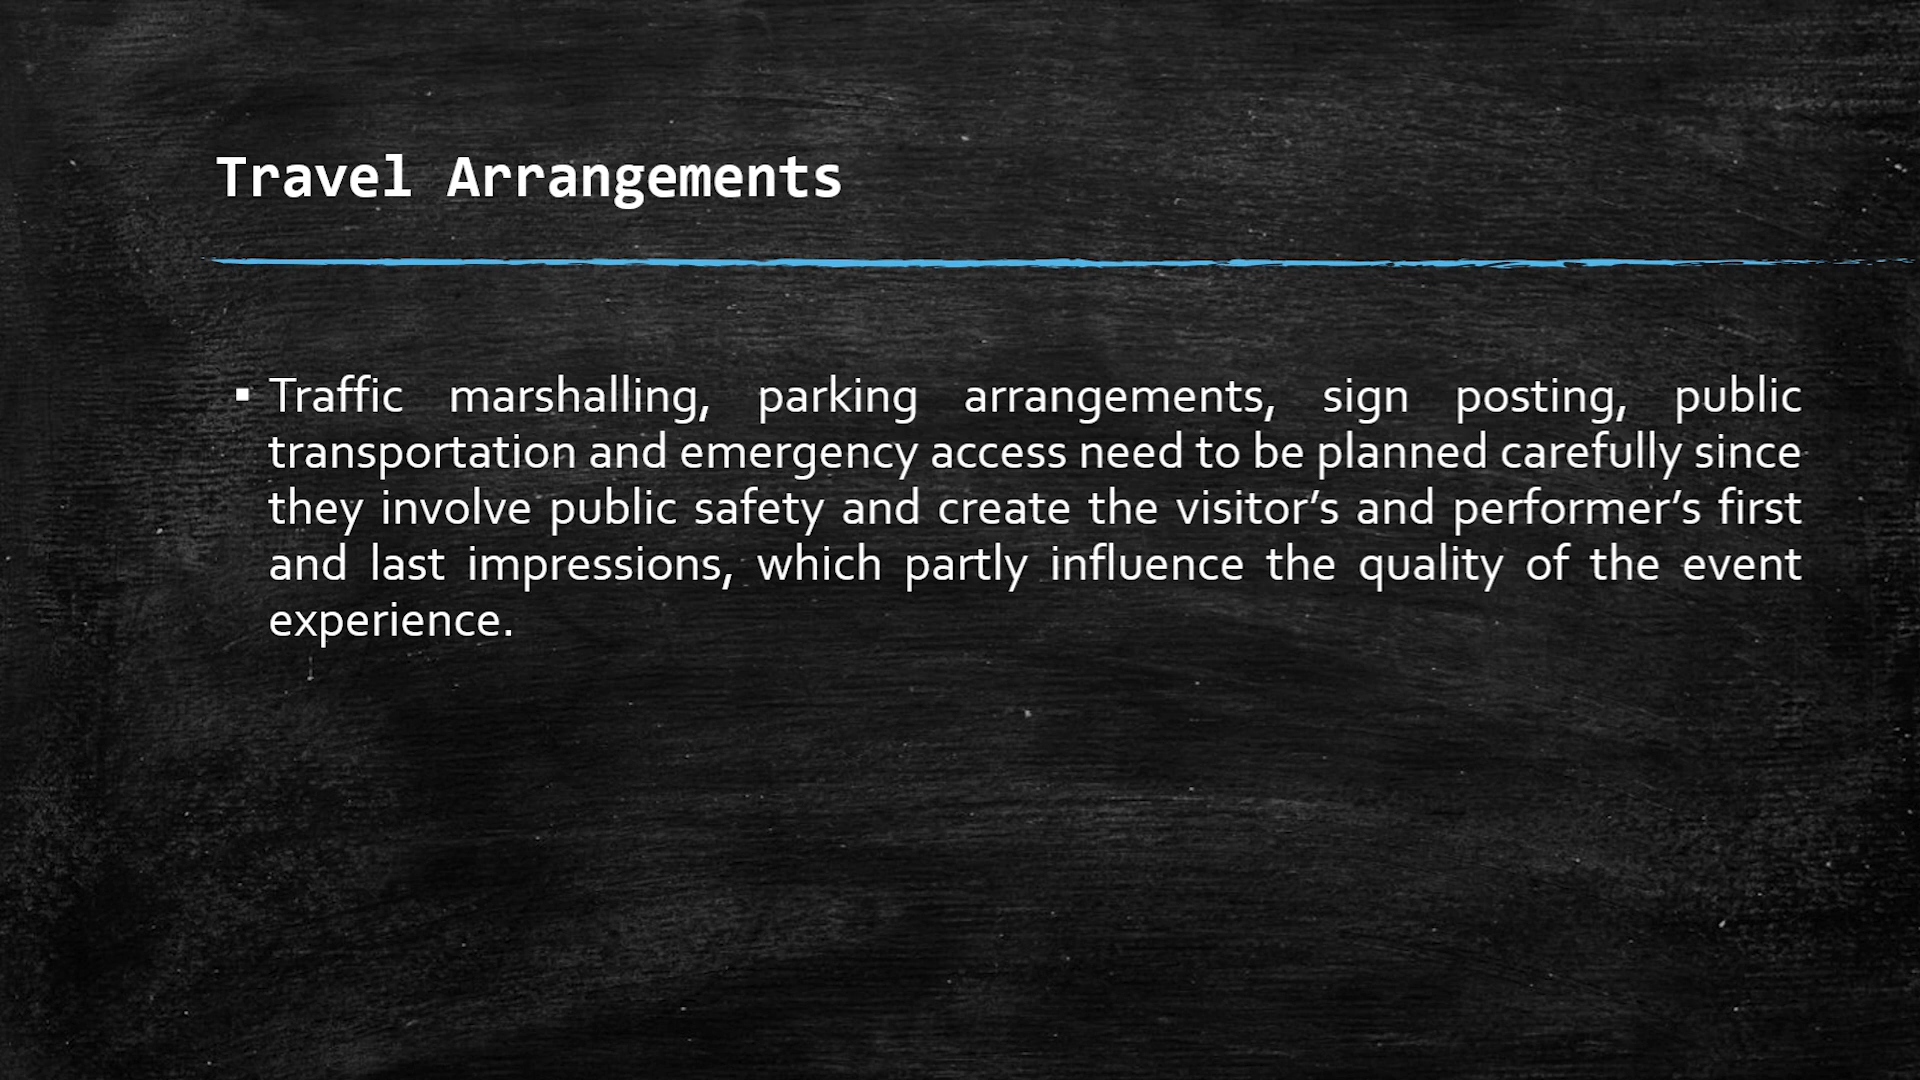 Travel Arrangements
▪ Traffic marshalling, parking arrangements, sign posting, public
transportation and emergency access need to be planned carefully since
they involve public safety and create the visitor’s and performer’s first
and last impressions, which partly influence the quality of the event
experience.